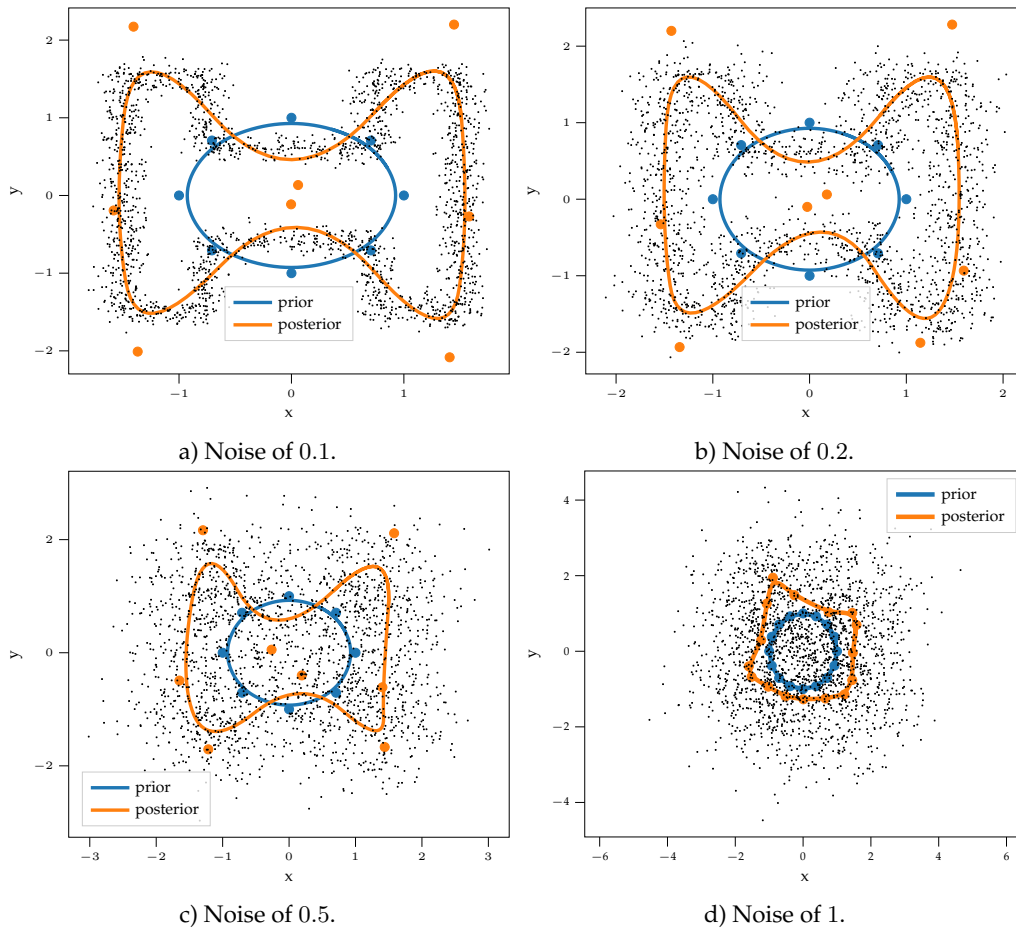 2
1
0
−1
−2
y
−1
0
1
x
prior
posterior
a) Noise of 0.1.
2
1
0
−1
−2
y
−2
−1
0
1
2
x
prior
posterior
b) Noise of 0.2.
2
0
−2
y
−3
−2
−1
0
1
2
3
x
prior
posterior
c) Noise of 0.5.
4
2
0
−2
−4
y
−6
−4
−2
0
2
4
6
x
prior
posterior
d) Noise of 1.